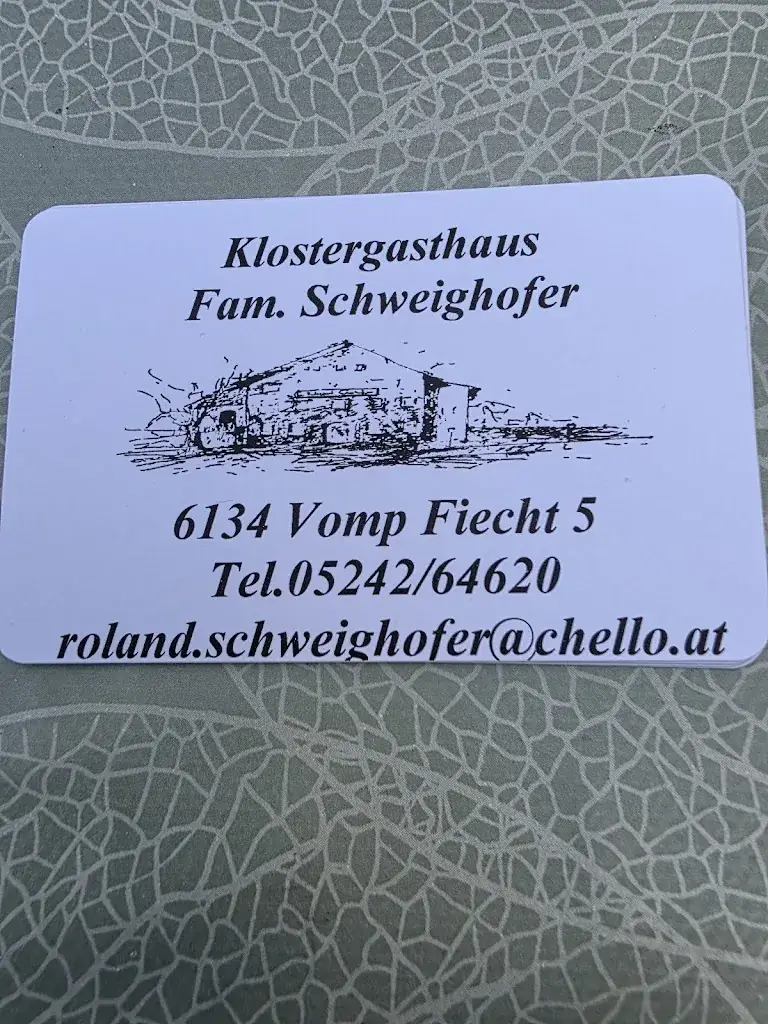 Klostergasthaus
Fam. Schweighofer
6134 Vomp Fiecht 5
Tel.05242/64620
roland.schweighofer@chello.at